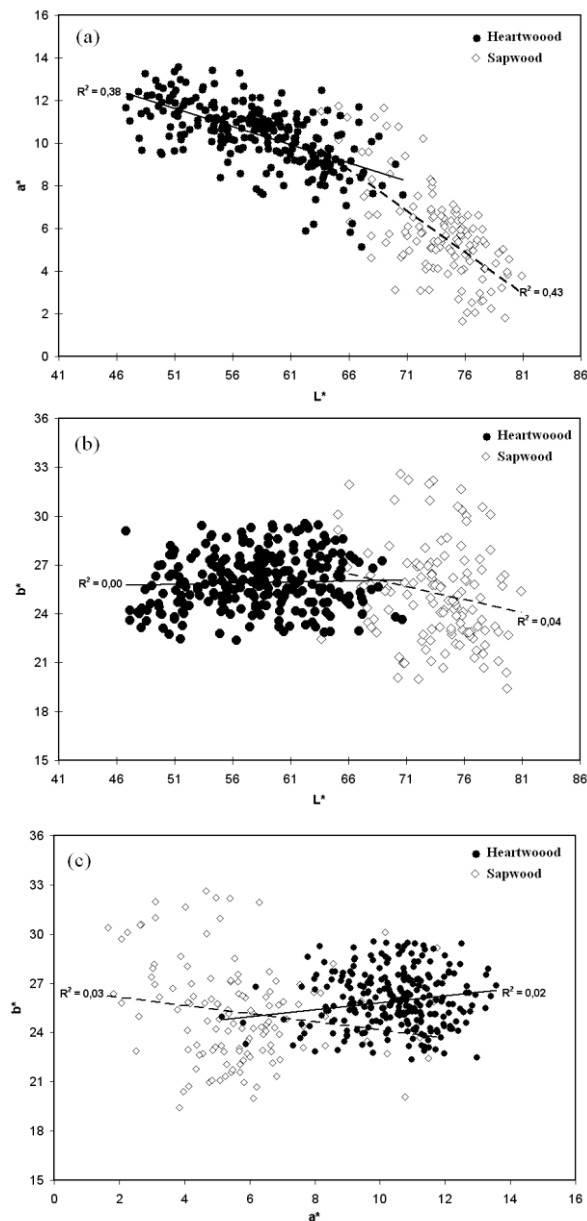 (a)
Heartwoood
Sapwood
16
14
12
10
8
6
4
2
0
a*
R² = 0,38
R² = 0,43
41 46 51 56 61 66 71 76 81 86
L*
(b)
Heartwoood
Sapwood
36
33
30
27
24
21
18
15
b*
R² = 0,00
R² = 0,04
41 46 51 56 61 66 71 76 81 86
L*
(c)
Heartwoood
Sapwood
36
33
30
27
24
21
18
15
b*
R² = 0,03
R² = 0,02
0 2 4 6 8 10 12 14 16
a*